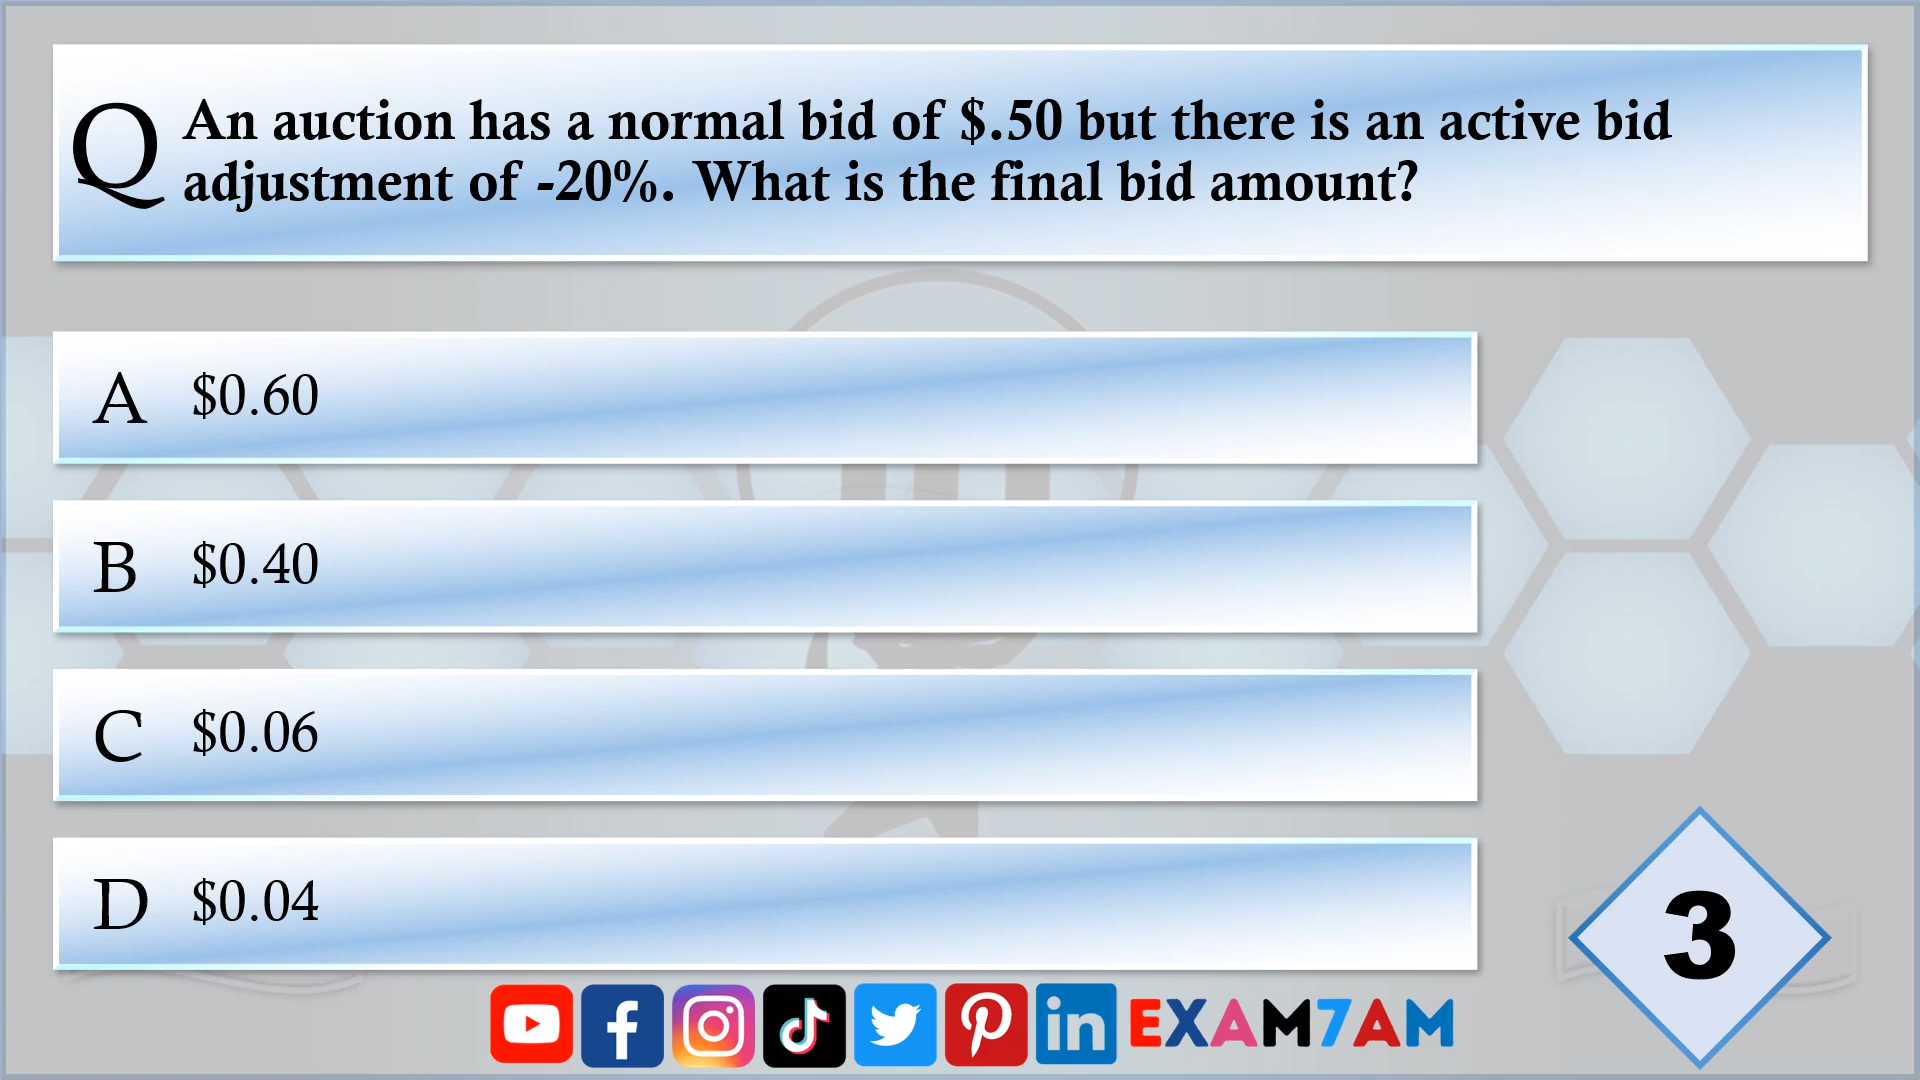 Q An auction has a normal bid of $.50 but there is an active bid
adjustment of -20%. What is the final bid amount?
A $0.60
B $0.40
C $0.06
D $0.04
3
EXAM7AM